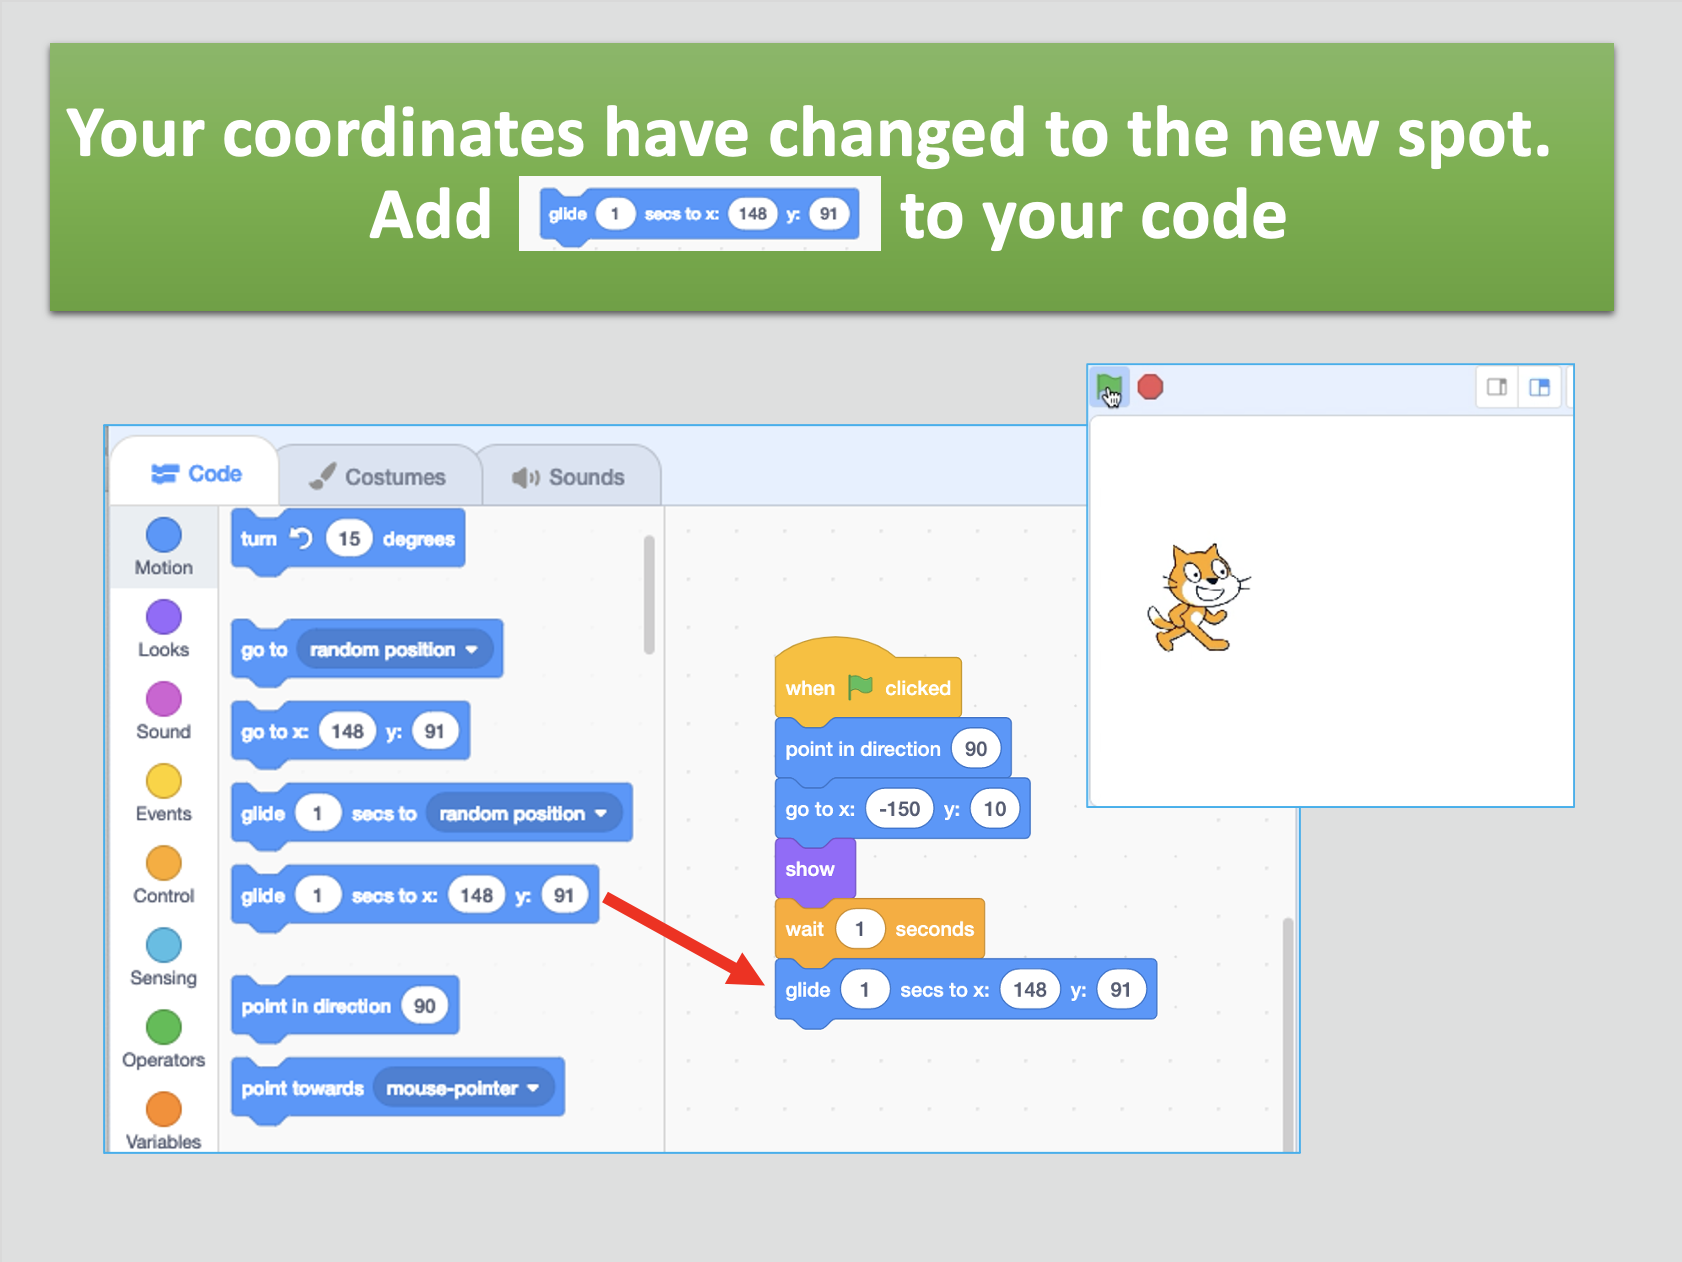 Your coordinates have changed to the new spot.
Add glide 1 secs to x: 148 y: 91 to your code
Code Costumes Sounds
Motion
Looks
Sound
Events
Control
Sensing
Operators
Variables
turn 15 degrees
go to random position
go to x: 148 y: 91
glide 1 secs to random position
glide 1 secs to x: 148 y: 91
point in direction 90
point towards mouse-pointer
when clicked
point in direction 90
go to x: -150 y: 10
show
wait 1 seconds
glide 1 secs to x: 148 y: 91